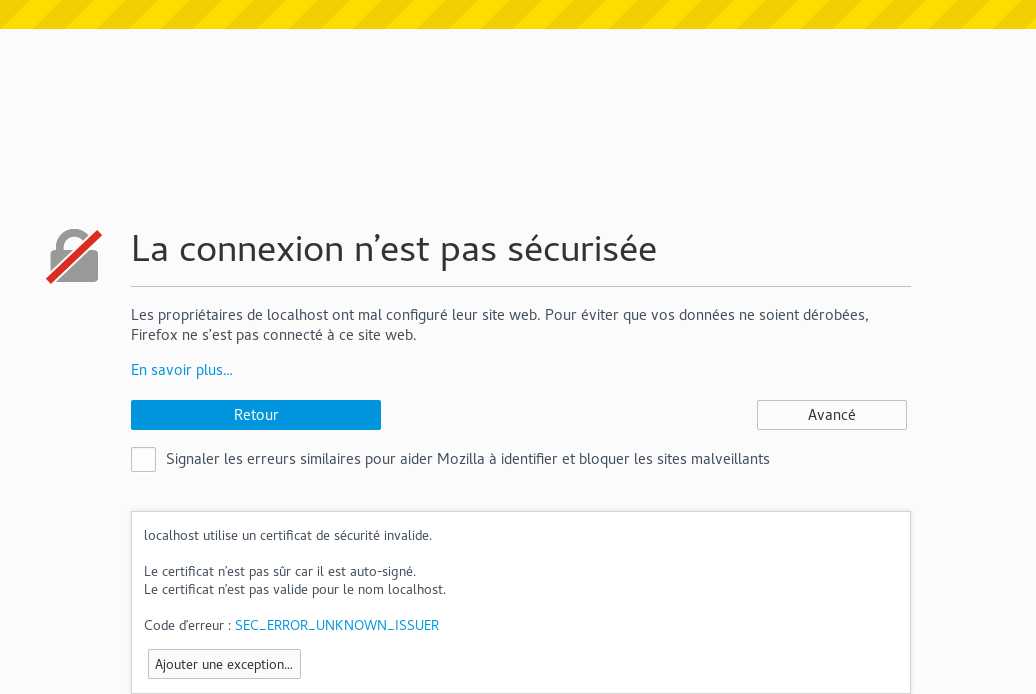 La connexion n’est pas sécurisée
Les propriétaires de localhost ont mal configuré leur site web. Pour éviter que vos données ne soient dérobées,
Firefox ne s’est pas connecté à ce site web.
En savoir plus…
Retour
Avancé
Signaler les erreurs similaires pour aider Mozilla à identifier et bloquer les sites malveillants
localhost utilise un certificat de sécurité invalide.
Le certificat n’est pas sûr car il est auto-signé.
Le certificat n’est pas valide pour le nom localhost.
Code d’erreur : SEC_ERROR_UNKNOWN_ISSUER
Ajouter une exception…